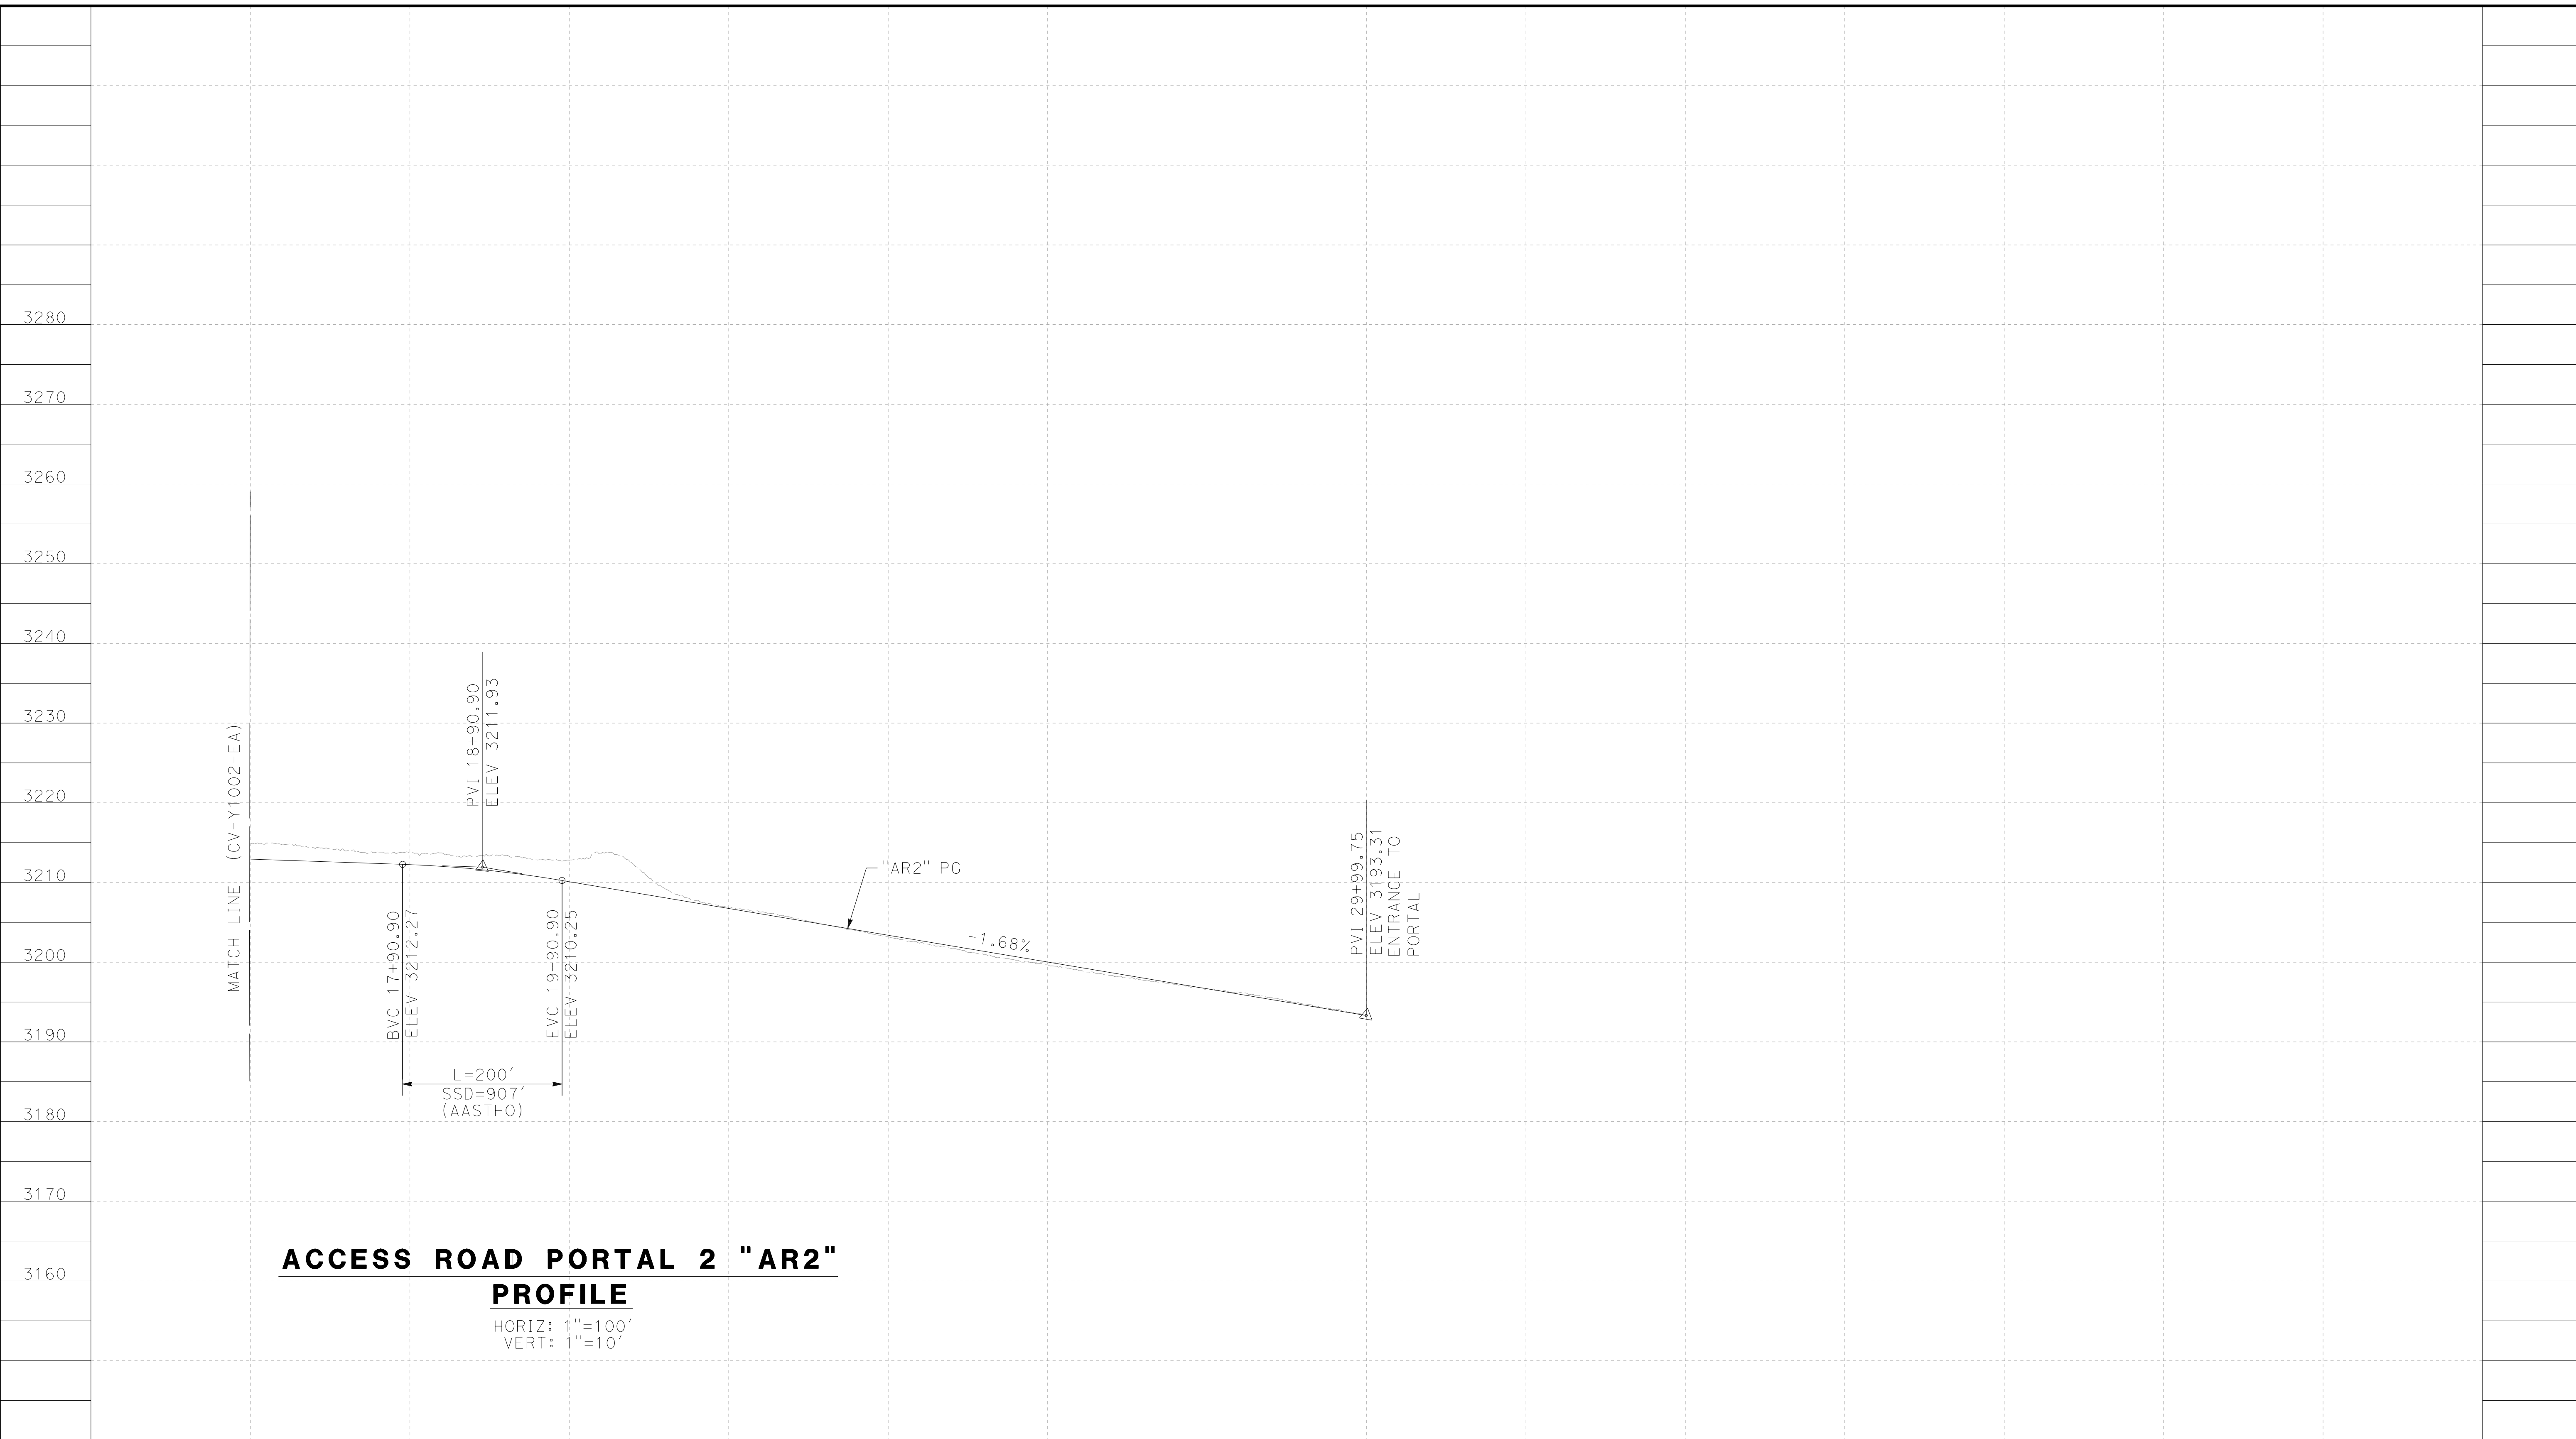 3280
3270
3260
3250
3240
3230
3220
3210
3200
3190
3180
3170
3160
MATCH LINE (CV-Y1002-EA)
BVC 17+90.90
ELEV 3212.27
PVI 18+90.90
ELEV 3211.93
EVC 19+90.90
ELEV 3210.25
L=200'
SSD=907'
(AASTHO)
"AR2" PG
-1.68%
PVI 29+99.75
ELEV 3193.31
ENTRANCE TO
PORTAL
ACCESS ROAD PORTAL 2 "AR2"
PROFILE
HORIZ: 1"=100'
VERT: 1"=10'